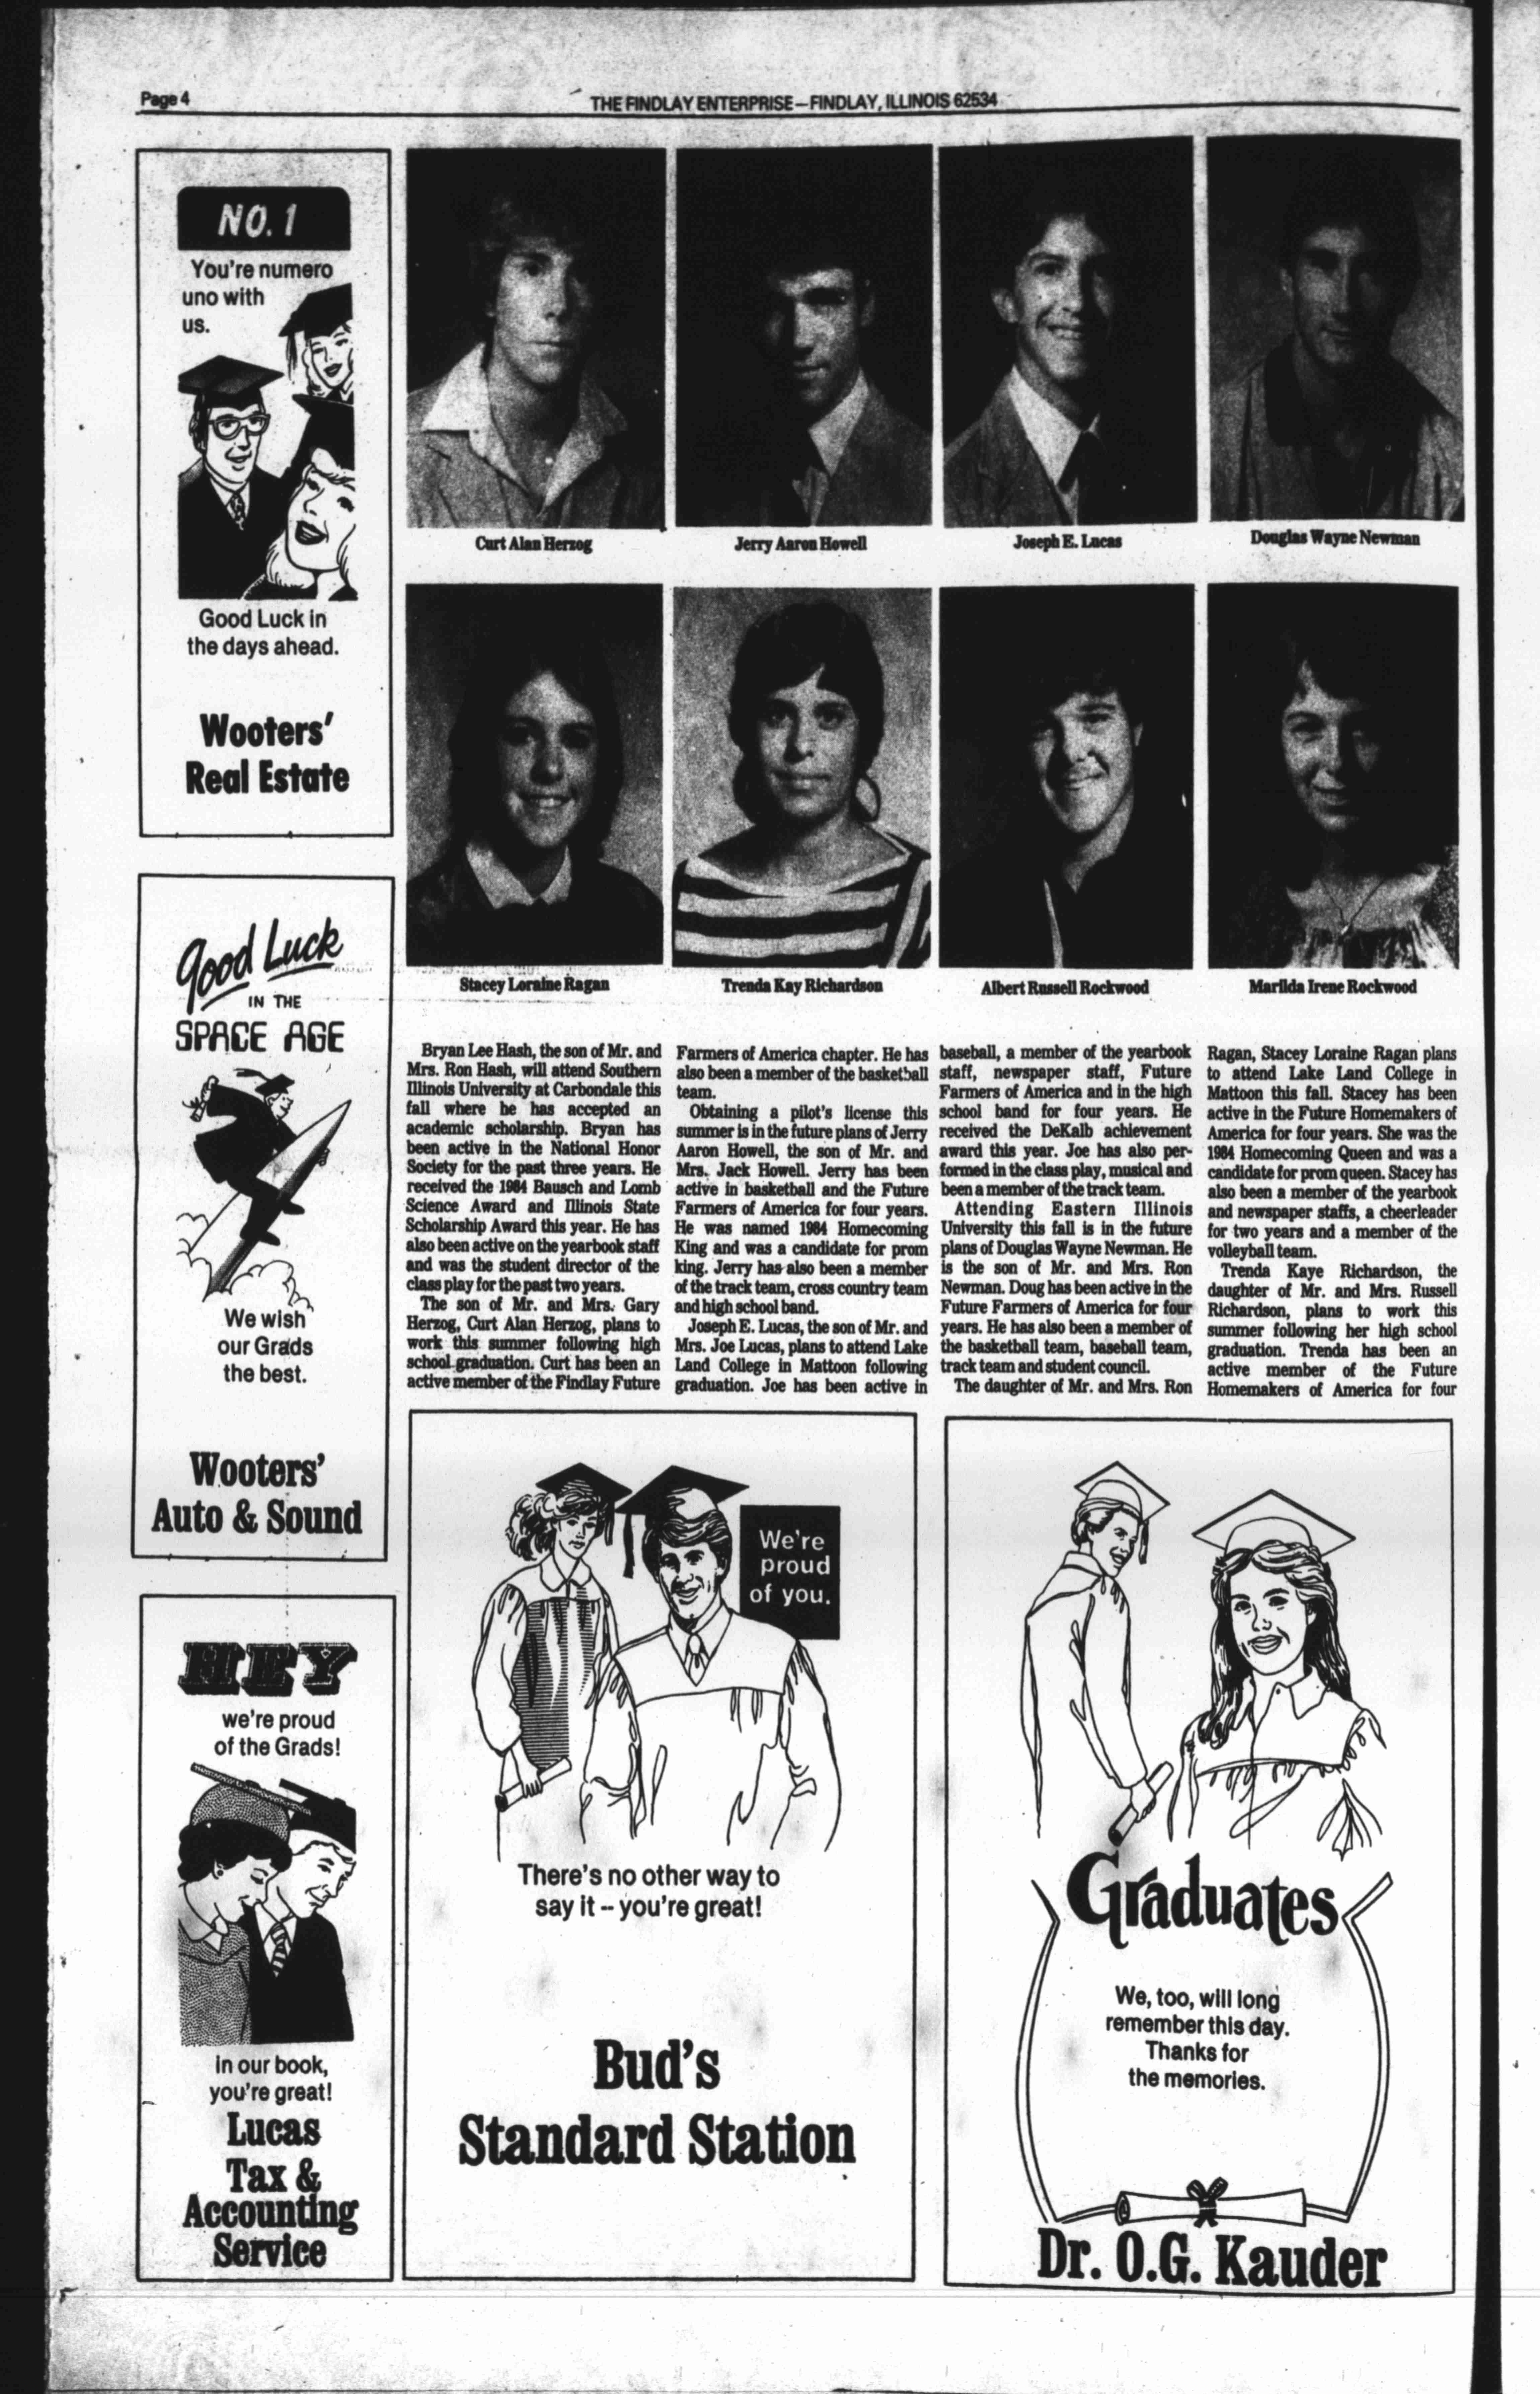 Page 4
THE FINDLAY ENTERPRISE—FINDLAY, ILLINOIS 62534
NO. 1
You're numero
uno with
us.
Good Luck in
the days ahead.
Wooters'
Real Estate
Good Luck
IN THE
SPACE AGE
We wish
our Grads
the best.
Wooters'
Auto & Sound
HEY
we're proud
of the Grads!
in our book,
you're great!
Lucas
Tax &
Accounting
Service
Curt Alan Herzog
Jerry Aaron Howell
Joseph E. Lucas
Douglas Wayne Newman
Stacey Loraine Ragan
Trenda Kay Richardson
Albert Russell Rockwood
Marilda Irene Rockwood
Bryan Lee Hash, the son of Mr. and
Mrs. Ron Hash, will attend Southern
Illinois University at Carbondale this
fall where he has accepted an
academic scholarship. Bryan has
been active in the National Honor
Society for the past three years. He
received the 1984 Bausch and Lomb
Science Award and Illinois State
Scholarship Award this year. He has
also been active on the yearbook staff
and was the student director of the
class play for the past two years.
The son of Mr. and Mrs. Gary
Herzog, Curt Alan Herzog, plans to
work this summer following high
school graduation. Curt has been an
active member of the Findlay Future
Farmers of America chapter. He has
also been a member of the basketball
team.
Obtaining a pilot's license this
summer is in the future plans of Jerry
Aaron Howell, the son of Mr. and
Mrs. Jack Howell. Jerry has been
active in basketball and the Future
Farmers of America for four years.
He was named 1984 Homecoming
King and was a candidate for prom
king. Jerry has also been a member
of the track team, cross country team
and high school band.
Joseph E. Lucas, the son of Mr. and
Mrs. Joe Lucas, plans to attend Lake
Land College in Mattoon following
graduation. Joe has been active in
baseball, a member of the yearbook
staff, newspaper staff, Future
Farmers of America and in the high
school band for four years. He
received the DeKalb achievement
award this year. Joe has also per-
formed in the class play, musical and
been a member of the track team.
Attending Eastern Illinois
University this fall is in the future
plans of Douglas Wayne Newman. He
is the son of Mr. and Mrs. Ron
Newman. Doug has been active in the
Future Farmers of America for four
years. He has also been a member of
the basketball team, baseball team,
track team and student council.
The daughter of Mr. and Mrs. Ron
Ragan, Stacey Loraine Ragan plans
to attend Lake Land College in
Mattoon this fall. Stacey has been
active in the Future Homemakers of
America for four years. She was the
1984 Homecoming Queen and was a
candidate for prom queen. Stacey has
also been a member of the yearbook
and newspaper staffs, a cheerleader
for two years and a member of the
volleyball team.
Trenda Kaye Richardson, the
daughter of Mr. and Mrs. Russell
Richardson, plans to work this
summer following her high school
graduation. Trenda has been an
active member of the Future
Homemakers of America for four
We're
proud
of you.
There's no other way to
say it -- you're great!
Bud's
Standard Station
Graduates
We, too, will long
remember this day.
Thanks for
the memories.
Dr. O.G. Kauder